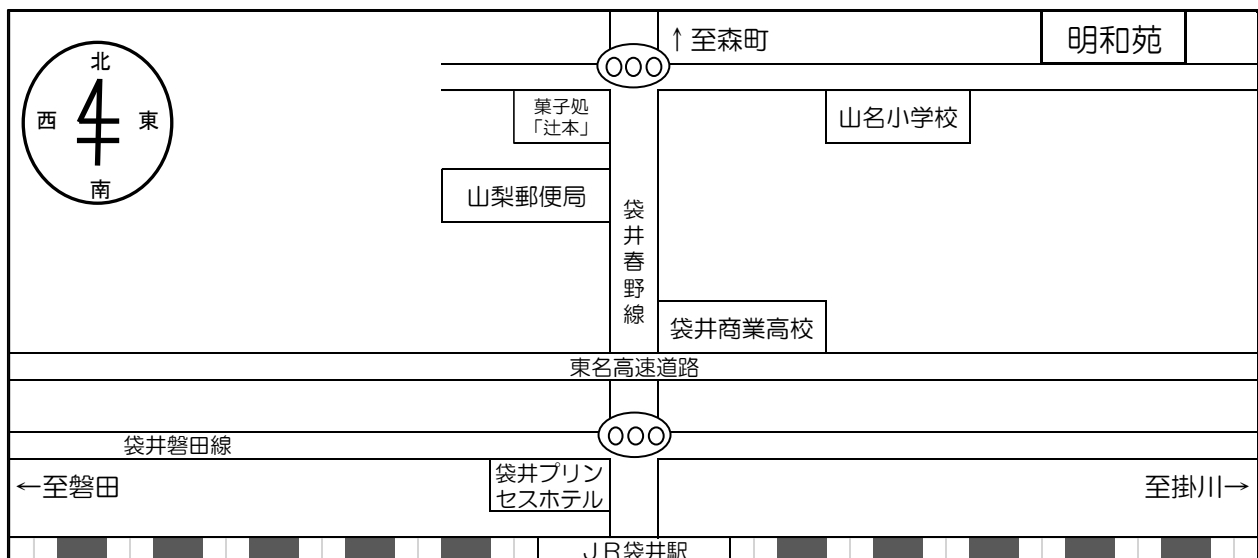 ↑至森町
明和苑
北
西
東
南
菓子処
「辻本」
山名小学校
山梨郵便局
袋井春野線
袋井商業高校
東名高速道路
袋井磐田線
←至磐田
袋井プリン
セスホテル
至掛川→
JR袋井駅